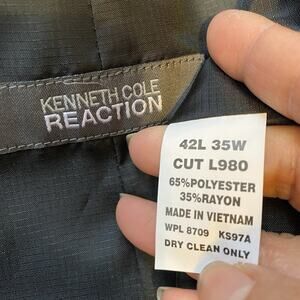 KENNETH COLE
REACTION
42L 35W
CUT L980
65%POLYESTER
35%RAYON
MADE IN VIETNAM
WPL 8709 KS97A
DRY CLEAN ONLY